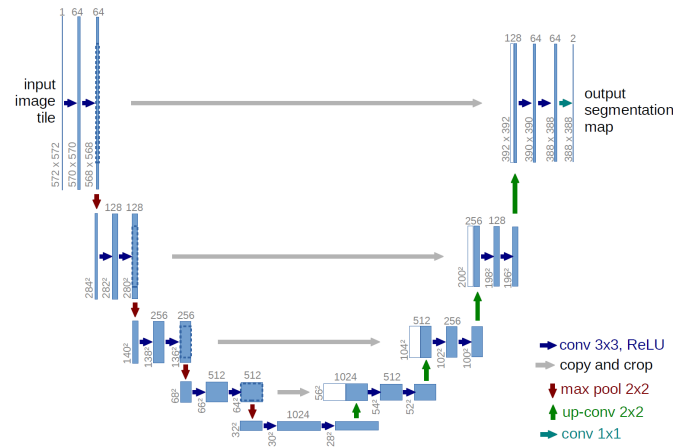 1 64 64
input
image
tile
572 x 572
570 x 570
568 x 568
128 64 64 2
392 x 392
390 x 390
388 x 388
388 x 388
output
segmentation
map
128 128
284²
282²
280²
256 128
200²
198²
196²
256 256
140²
138²
136²
512 256
104²
102²
100²
512 512
68²
66²
64²
1024 512
56²
54²
52²
1024
32²
30²
28²
conv 3x3, ReLU
copy and crop
max pool 2x2
up-conv 2x2
conv 1x1